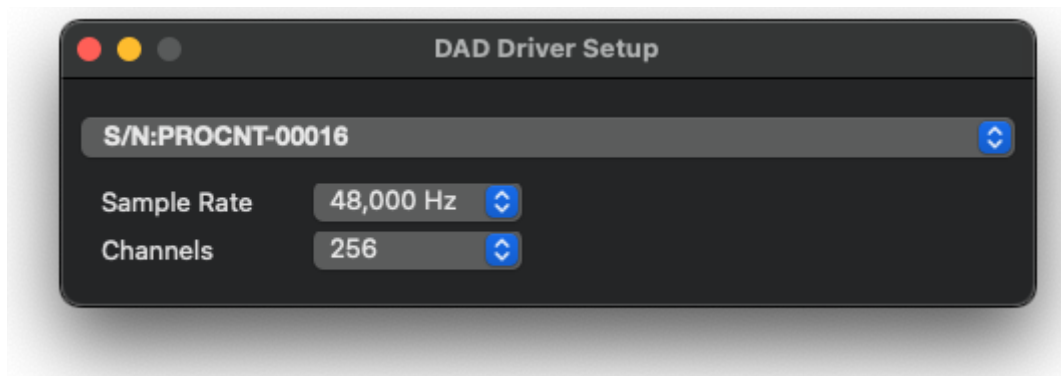 DAD Driver Setup
S/N:PROCNT-00016
Sample Rate 48,000 Hz
Channels 256